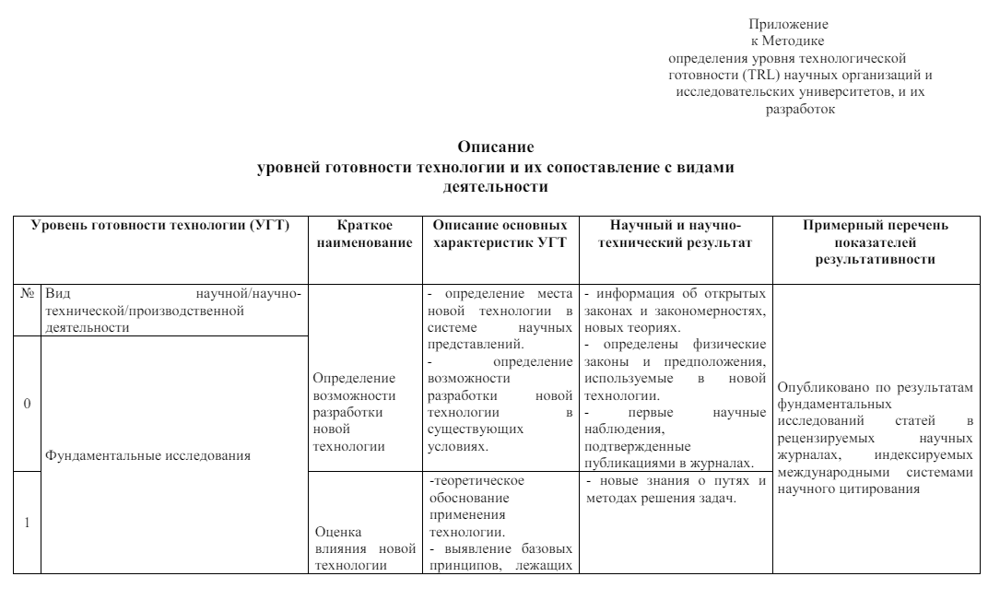 Приложение
к Методике
определения уровня технологической
готовности (TRL) научных организаций и
исследовательских университетов, и их
разработок
Описание
уровней готовности технологии и их сопоставление с видами
деятельности
Уровень готовности технологии (УГТ)
Краткое
наименование
Описание основных
характеристик УГТ
Научный и научно-
технический результат
Примерный перечень
показателей
результативности
№
Вид научной/научно-
технической/производственной
деятельности
0
Фундаментальные исследования
Определение
возможности
разработки
новой
технологии
- определение места
новой технологии в
системе научных
представлений.
- определение
возможности
разработки новой
технологии в
существующих
условиях.
- информация об открытых
законах и закономерностях,
новых теориях.
- определены физические
законы и предположения,
используемые в новой
технологии.
- первые научные
наблюдения,
подтвержденные
публикациями в журналах.
Опубликовано по результатам
фундаментальных
исследований статей в
рецензируемых научных
журналах, индексируемых
международными системами
научного цитирования
1
Оценка
влияния новой
технологии
-теоретическое
обоснование
применения
технологии.
- выявление базовых
принципов, лежащих
- новые знания о путях и
методах решения задач.